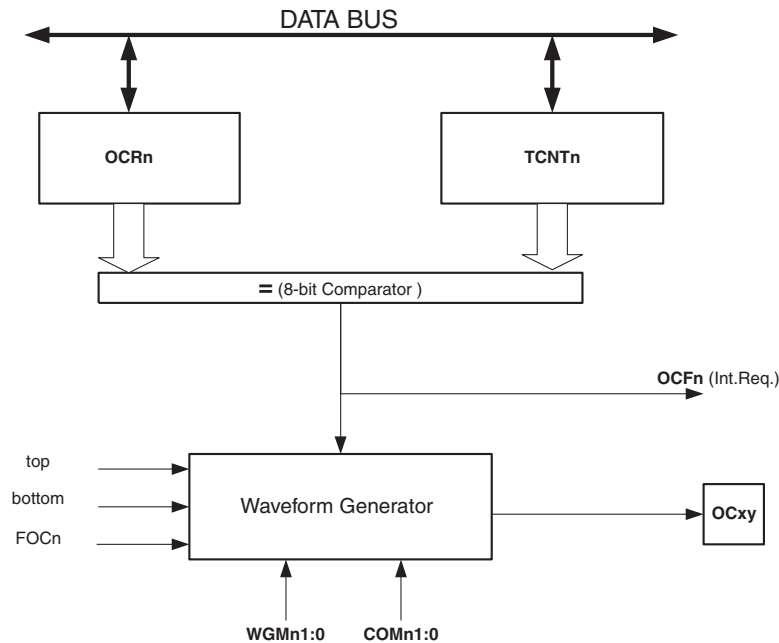 DATA BUS
OCRn
TCNTn
= (8-bit Comparator )
OCFn (Int.Req.)
top
bottom
FOCn
Waveform Generator
OCxy
WGMn1:0
COMn1:0